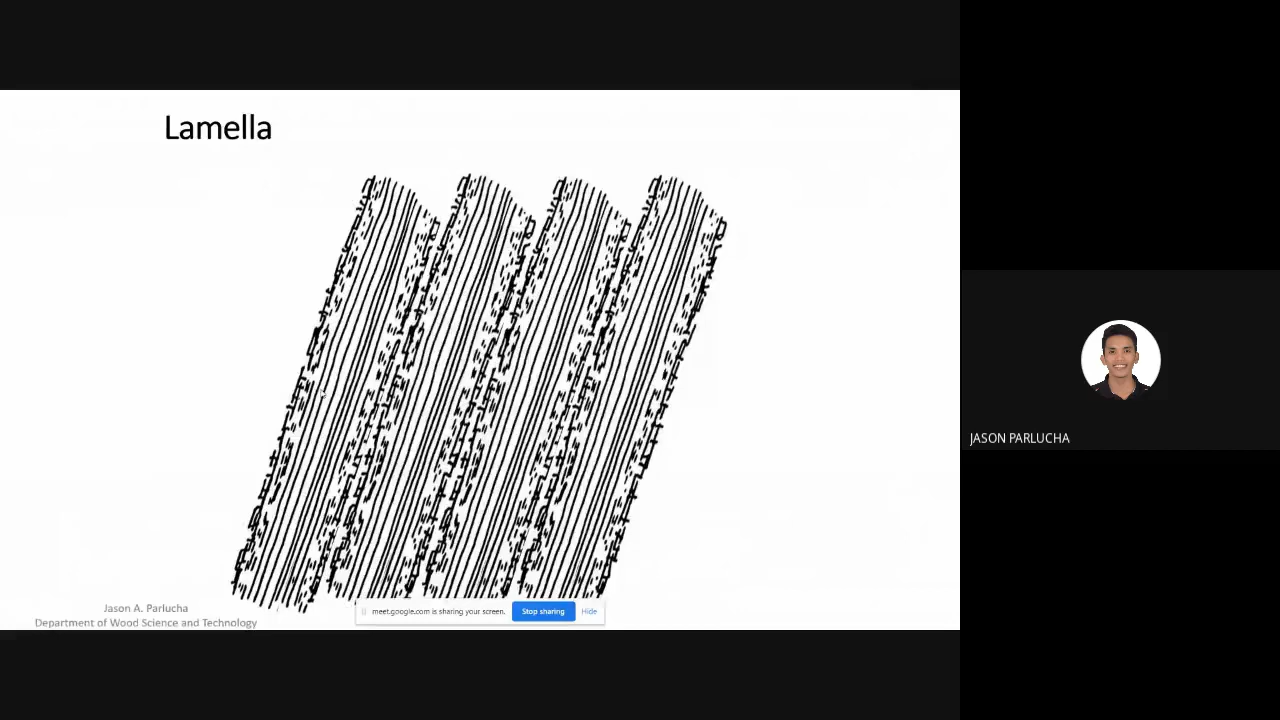 Lamella
Jason A. Parlucha
Department of Wood Science and Technology
meet.google.com is sharing your screen.
Stop sharing
Hide
JASON PARLUCHA